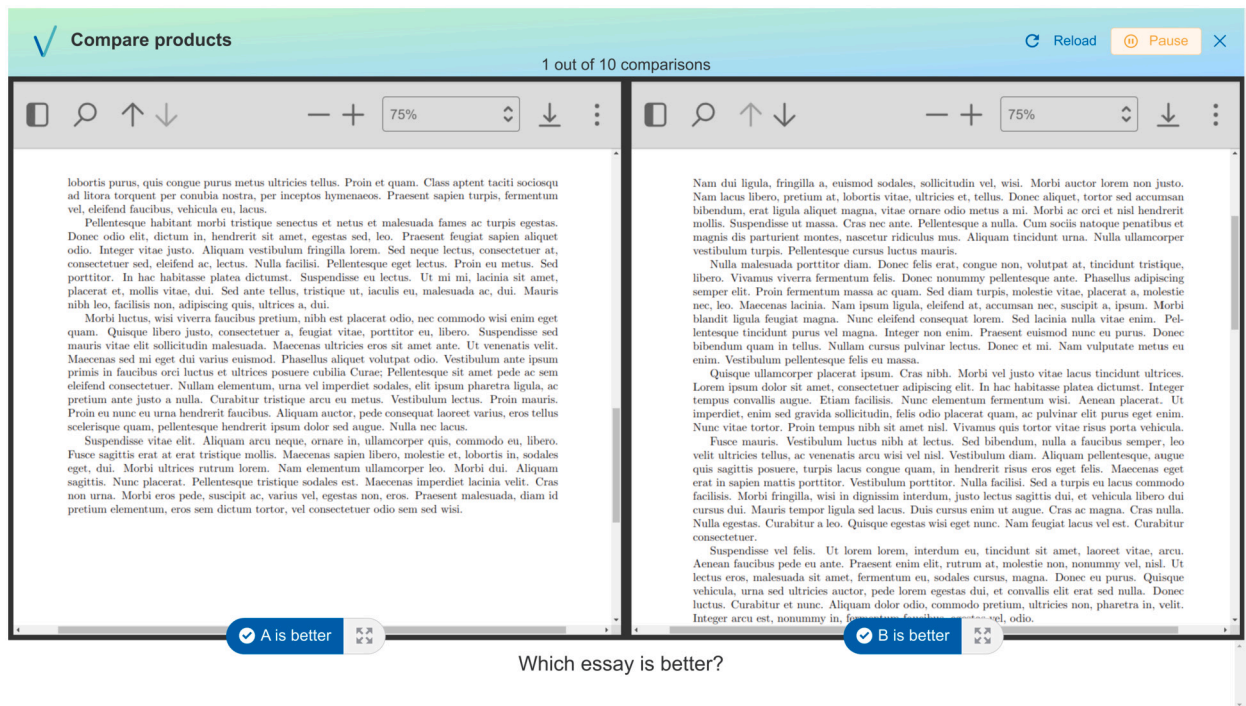 Compare products
Reload
Pause
1 out of 10 comparisons
75%
lobortis purus, quis congue purus metus ultricies tellus. Proin et quam. Class aptent taciti sociosqu
ad litora torquent per conubia nostra, per inceptos hymenaeos. Praesent sapien turpis, fermentum
vel, eleifend faucibus, vehicula eu, lacus.
Pellentesque habitant morbi tristique senectus et netus et malesuada fames ac turpis egestas.
Donec odio elit, dictum in, hendrerit sit amet, egestas sed, leo. Praesent feugiat sapien aliquet
odio. Integer vitae justo. Aliquam vestibulum fringilla lorem. Sed neque lectus, consectetuer at,
consectetuer sed, eleifend ac, lectus. Nulla facilisi. Pellentesque eget lectus. Proin eu metus. Sed
porttitor. In hac habitasse platea dictumst. Suspendisse eu lectus. Ut mi mi, lacinia sit amet,
placerat et, mollis vitae, dui. Sed ante tellus, tristique ut, iaculis eu, malesuada ac, dui. Mauris
nibh leo, facilisis non, adipiscing quis, ultrices a, dui.
Morbi luctus, wisi viverra faucibus pretium, nibh est placerat odio, nec commodo wisi enim eget
quam. Quisque libero justo, consectetuer a, feugiat vitae, porttitor eu, libero. Suspendisse sed
mauris vitae elit sollicitudin malesuada. Maecenas ultricies eros sit amet ante. Ut venenatis velit.
Maecenas sed mi eget dui varius euismod. Phasellus aliquet volutpat odio. Vestibulum ante ipsum
primis in faucibus orci luctus et ultrices posuere cubilia Curae; Pellentesque sit amet pede ac sem
eleifend consectetuer. Nullam elementum, urna vel imperdiet sodales, elit ipsum pharetra ligula, ac
pretium ante justo a nulla. Curabitur tristique arcu eu metus. Vestibulum lectus. Proin mauris.
Proin eu nunc eu urna hendrerit faucibus. Aliquam auctor, pede consequat laoreet varius, eros tellus
scelerisque quam, pellentesque hendrerit ipsum dolor sed augue. Nulla nec lacus.
Suspendisse vitae elit. Aliquam arcu neque, ornare in, ullamcorper quis, commodo eu, libero.
Fusce sagittis erat at erat tristique mollis. Maecenas sapien libero, molestie et, lobortis in, sodales
eget, dui. Morbi ultrices rutrum lorem. Nam elementum ullamcorper leo. Morbi dui. Aliquam
sagittis. Nunc placerat. Pellentesque tristique sodales est. Maecenas imperdiet lacinia velit. Cras
non urna. Morbi eros pede, suscipit ac, varius vel, egestas non, eros. Praesent malesuada, diam id
pretium elementum, eros sem dictum tortor, vel consectetuer odio sem sed wisi.
A is better
75%
Nam dui ligula, fringilla a, euismod sodales, sollicitudin vel, wisi. Morbi auctor lorem non justo.
Nam lacus libero, pretium at, lobortis vitae, ultricies et, tellus. Donec aliquet, tortor sed accumsan
bibendum, erat ligula aliquet magna, vitae ornare odio metus a mi. Morbi ac orci et nisl hendrerit
mollis. Suspendisse ut massa. Cras nec ante. Pellentesque a nulla. Cum sociis natoque penatibus et
magnis dis parturient montes, nascetur ridiculus mus. Aliquam tincidunt urna. Nulla ullamcorper
vestibulum turpis. Pellentesque cursus luctus mauris.
Nulla malesuada porttitor diam. Donec felis erat, congue non, volutpat at, tincidunt tristique,
libero. Vivamus viverra fermentum felis. Donec nonummy pellentesque ante. Phasellus adipiscing
semper elit. Proin fermentum massa ac quam. Sed diam turpis, molestie vitae, placerat a, molestie
nec, leo. Maecenas lacinia. Nam ipsum ligula, eleifend at, accumsan nec, suscipit a, ipsum. Morbi
blandit ligula feugiat magna. Nunc eleifend consequat lorem. Sed lacinia nulla vitae enim. Pel-
lentesque tincidunt purus vel magna. Integer non enim. Praesent euismod nunc eu purus. Donec
bibendum quam in tellus. Nullam cursus pulvinar lectus. Donec et mi. Nam vulputate metus eu
enim. Vestibulum pellentesque felis eu massa.
Quisque ullamcorper placerat ipsum. Cras nibh. Morbi vel justo vitae lacus tincidunt ultrices.
Lorem ipsum dolor sit amet, consectetuer adipiscing elit. In hac habitasse platea dictumst. Integer
tempus convallis augue. Etiam facilisis. Nunc elementum fermentum wisi. Aenean placerat. Ut
imperdiet, enim sed gravida sollicitudin, felis odio placerat quam, ac pulvinar elit purus eget enim.
Nunc vitae tortor. Proin tempus nibh sit amet nisl. Vivamus quis tortor vitae risus porta vehicula.
Fusce mauris. Vestibulum luctus nibh at lectus. Sed bibendum, nulla a faucibus semper, leo
velit ultricies tellus, ac venenatis arcu wisi vel nisl. Vestibulum diam. Aliquam pellentesque, augue
quis sagittis posuere, turpis lacus congue quam, in hendrerit risus eros eget felis. Maecenas eget
erat in sapien mattis porttitor. Vestibulum porttitor. Nulla facilisi. Sed a turpis eu lacus commodo
facilisis. Morbi fringilla, wisi in dignissim interdum, justo lectus sagittis dui, et vehicula libero dui
cursus dui. Mauris tempor ligula sed lacus. Duis cursus enim ut augue. Cras ac magna. Cras nulla.
Nulla egestas. Curabitur a leo. Quisque egestas wisi eget nunc. Nam feugiat lacus vel est. Curabitur
consectetuer.
Suspendisse vel felis. Ut lorem lorem, interdum eu, tincidunt sit amet, laoreet vitae, arcu.
Aenean faucibus pede eu ante. Praesent enim elit, rutrum at, molestie non, nonummy vel, nisl. Ut
lectus eros, malesuada sit amet, fermentum eu, sodales cursus, magna. Donec eu purus. Quisque
vehicula, urna sed ultricies auctor, pede lorem egestas dui, et convallis elit erat sed nulla. Donec
luctus. Curabitur et nunc. Aliquam dolor odio, commodo pretium, ultricies non, pharetra in, velit.
Integer arcu est, nonummy in, vel, odio.
B is better
Which essay is better?